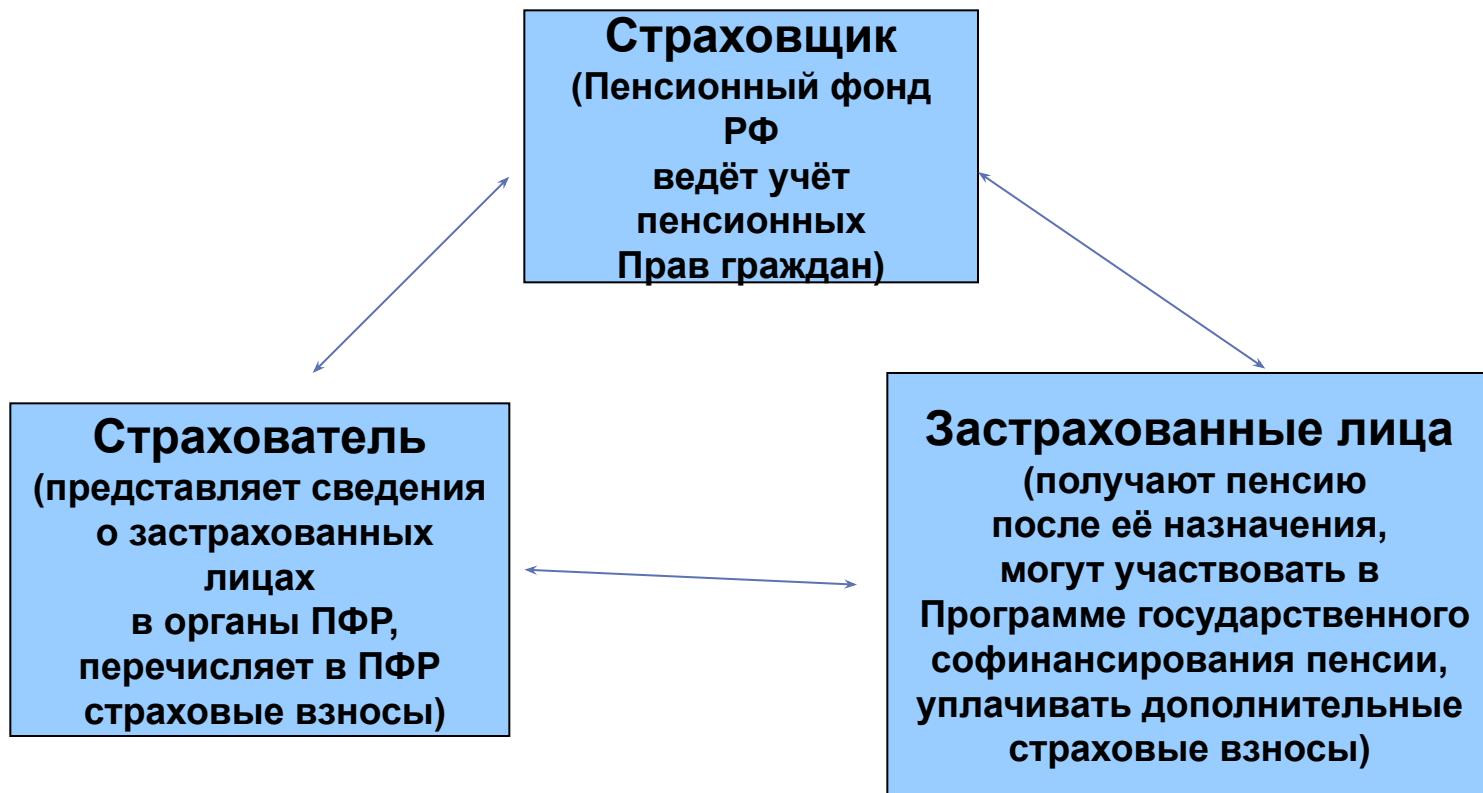 Страховщик
(Пенсионный фонд
РФ
ведёт учёт
пенсионных
Прав граждан)
Страхователь
(представляет сведения
о застрахованных
лицах
в органы ПФР,
перечисляет в ПФР
страховые взносы)
Застрахованные лица
(получают пенсию
после её назначения,
могут участвовать в
Программе государственного
софинансирования пенсии,
уплачивать дополнительные
страховые взносы)